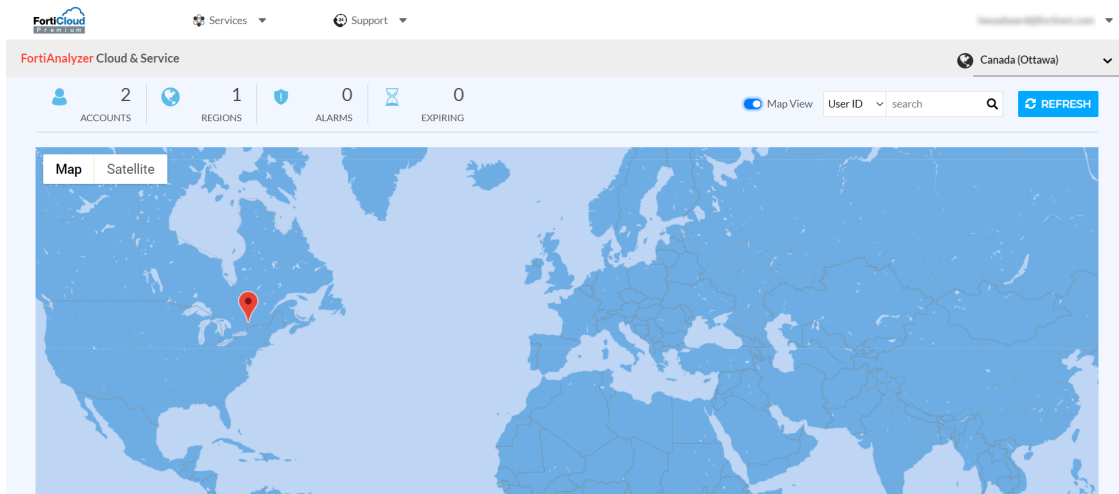 FortiCloud
Premium
Services
Support
FortiAnalyzer Cloud & Service
Canada (Ottawa)
2
ACCOUNTS
1
REGIONS
0
ALARMS
0
EXPIRING
Map View
User ID
search
REFRESH
Map
Satellite